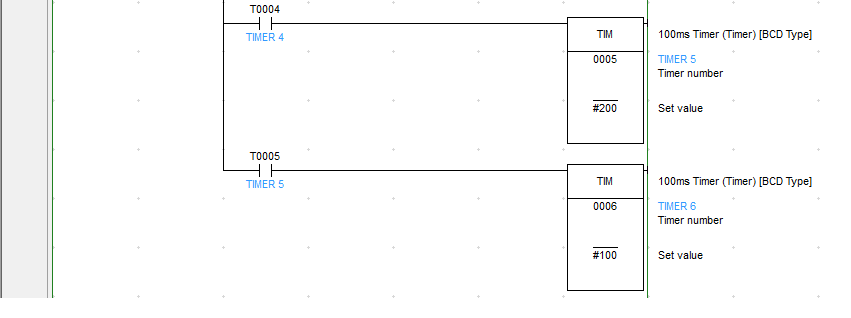 T0004
TIMER 4
TIM
100ms Timer (Timer) [BCD Type]
0005
TIMER 5
Timer number
#200
Set value
T0005
TIMER 5
TIM
100ms Timer (Timer) [BCD Type]
0006
TIMER 6
Timer number
#100
Set value